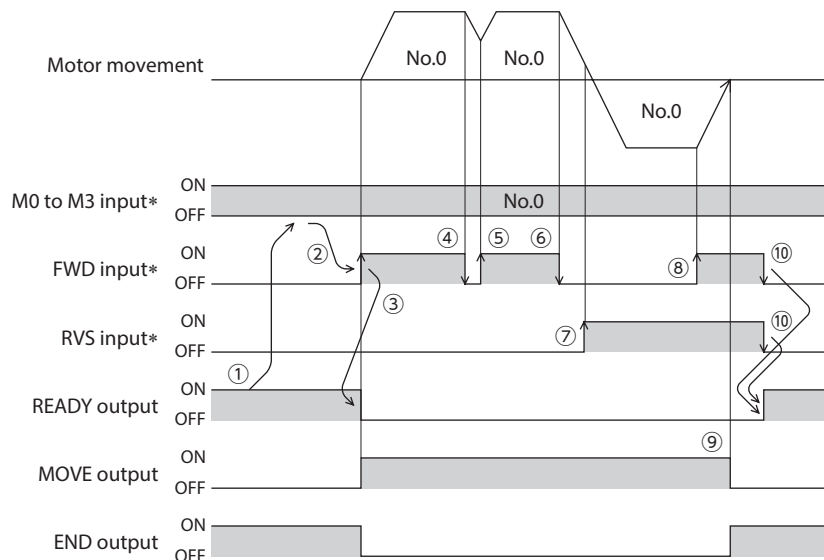 No.0 No.0
Motor movement
No.0
M0 to M3 input* ON No.0
OFF
FWD input* ON ② ④ ⑤ ⑥ ⑧ ⑩
OFF ③
RVS input* ON ⑦ ⑩
OFF
①
READY output ON
OFF
MOVE output ON ⑨
OFF
END output ON
OFF